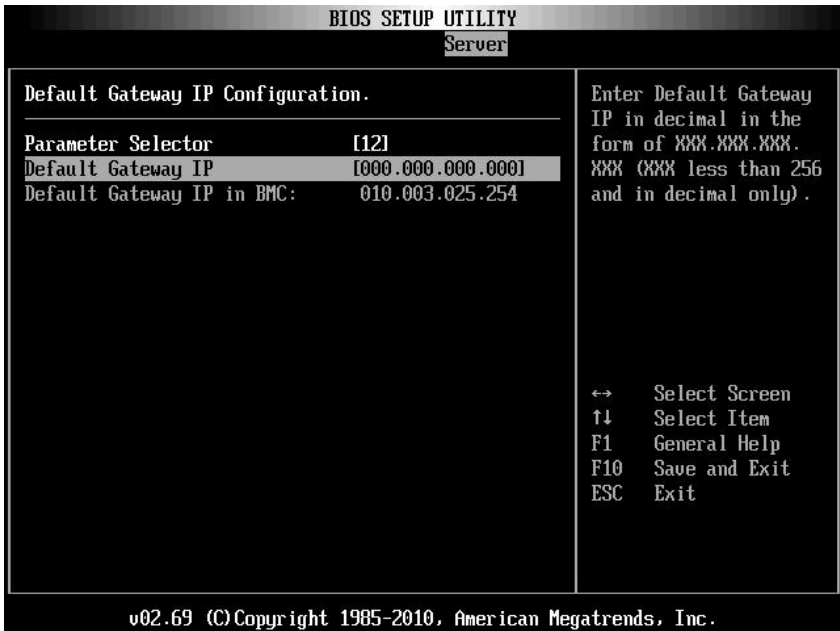 BIOS SETUP UTILITY
Server
Default Gateway IP Configuration.
Parameter Selector [12]
Default Gateway IP [000.000.000.000]
Default Gateway IP in BMC: 010.003.025.254
Enter Default Gateway
IP in decimal in the
form of XXX.XXX.XXX.
XXX (XXX less than 256
and in decimal only).
↔ Select Screen
↑↓ Select Item
F1 General Help
F10 Save and Exit
ESC Exit
v02.69 (C)Copyright 1985-2010, American Megatrends, Inc.